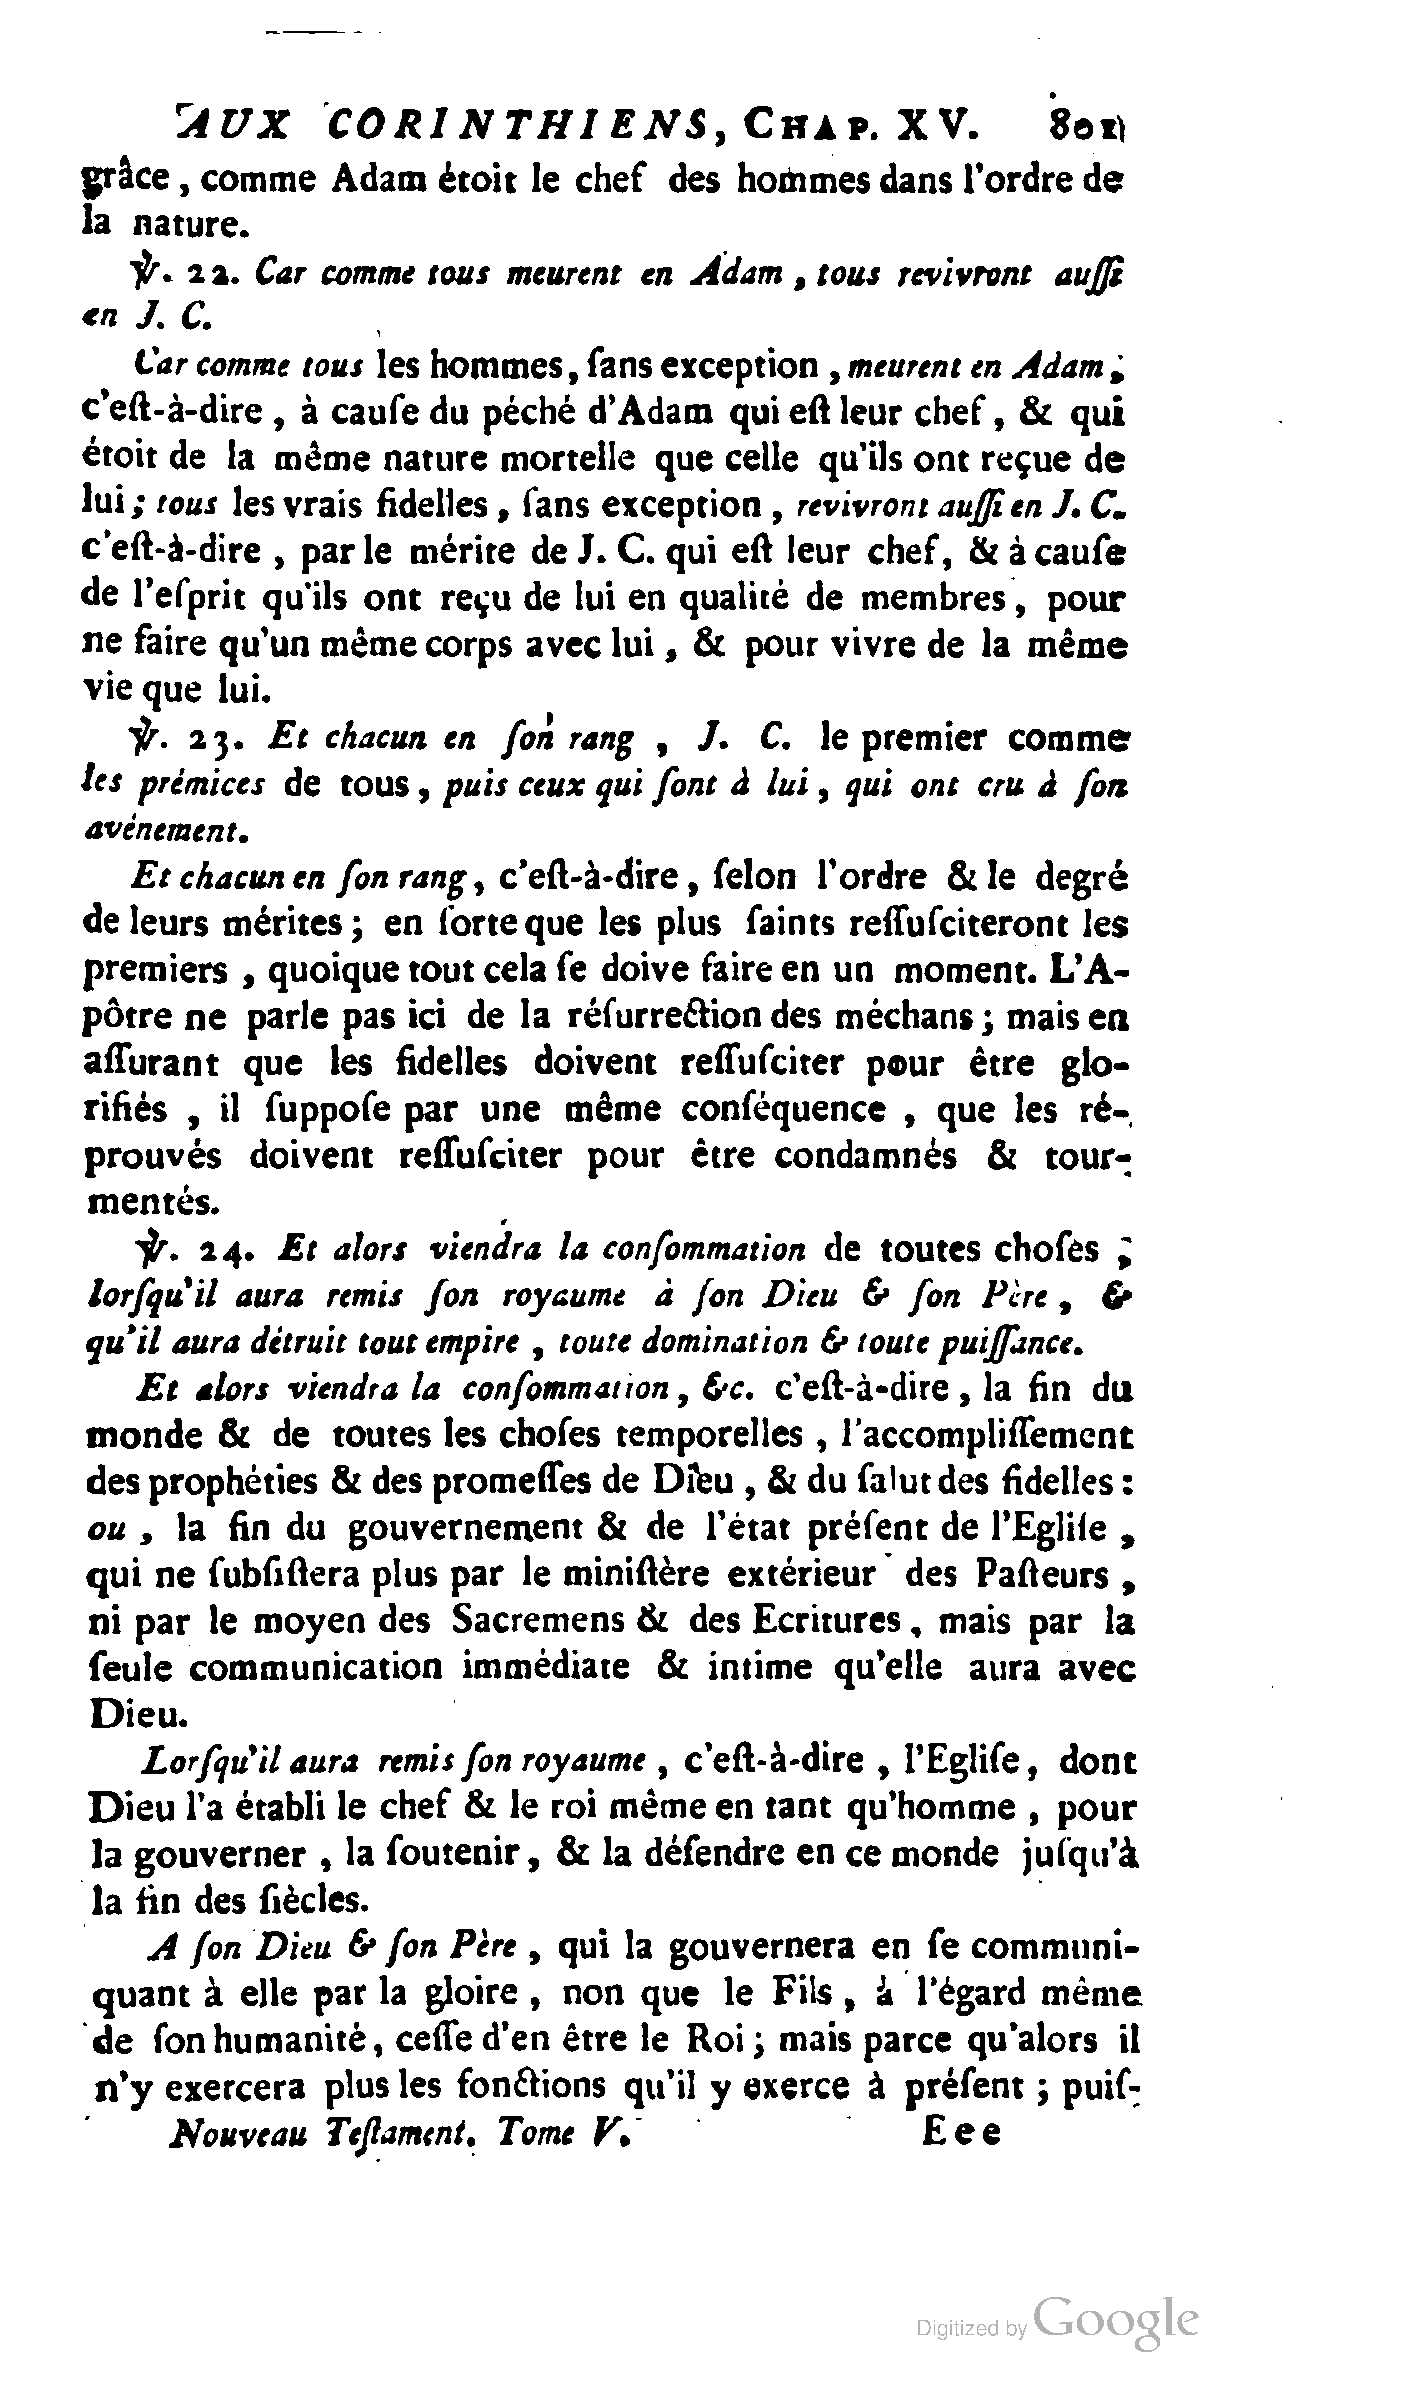 AUX CORINTHIENS, CHAP. XV. 801
grâce, comme Adam étoit le chef des hommes dans l'ordre de
la nature.
℣. 22. Car comme tous meurent en Adam, tous revivront auſſi
en J. C.
Car comme tous les hommes, ſans exception, meurent en Adam;
c'eſt-à-dire, à cauſe du péché d'Adam qui eſt leur chef, & qui
étoit de la même nature mortelle que celle qu'ils ont reçue de
lui; tous les vrais fidelles, ſans exception, revivront auſſi en J. C.
c'eſt-à-dire, par le mérite de J. C. qui eſt leur chef, & à cauſe
de l'eſprit qu'ils ont reçu de lui en qualité de membres, pour
ne faire qu'un même corps avec lui, & pour vivre de la même
vie que lui.
℣. 23. Et chacun en ſon rang, J. C. le premier comme
les prémices de tous, puis ceux qui ſont à lui, qui ont cru à ſon
avénement.
Et chacun en ſon rang, c'eſt-à-dire, ſelon l'ordre & le degré
de leurs mérites; en ſorte que les plus ſaints reſſuſciteront les
premiers, quoique tout cela ſe doive faire en un moment. L'A-
pôtre ne parle pas ici de la réſurrection des méchans; mais en
aſſurant que les fidelles doivent reſſuſciter pour être glo-
rifiés, il ſuppoſe par une même conſéquence, que les ré-
prouvés doivent reſſuſciter pour être condamnés & tour-
mentés.
℣. 24. Et alors viendra la conſommation de toutes choſes;
lorſqu'il aura remis ſon royaume à ſon Dieu & ſon Père, &
qu'il aura détruit tout empire, toute domination & toute puiſſance.
Et alors viendra la conſommation, &c. c'eſt-à-dire, la fin du
monde & de toutes les choſes temporelles, l'accompliſſement
des prophéties & des promeſſes de Dieu, & du ſalut des fidelles:
ou, la fin du gouvernement & de l'état préſent de l'Egliſe,
qui ne ſubſiſtera plus par le miniſtère extérieur des Paſteurs,
ni par le moyen des Sacremens & des Ecritures, mais par la
ſeule communication immédiate & intime qu'elle aura avec
Dieu.
Lorſqu'il aura remis ſon royaume, c'eſt-à-dire, l'Egliſe, dont
Dieu l'a établi le chef & le roi même en tant qu'homme, pour
la gouverner, la ſoutenir, & la défendre en ce monde juſqu'à
la fin des ſiècles.
A ſon Dieu & ſon Père, qui la gouvernera en ſe communi-
quant à elle par la gloire, non que le Fils, à l'égard même
de ſon humanité, ceſſe d'en être le Roi; mais parce qu'alors il
n'y exercera plus les fonctions qu'il y exerce à préſent; puiſ-
Nouveau Teſtament. Tome V. Eee
Digitized by Google